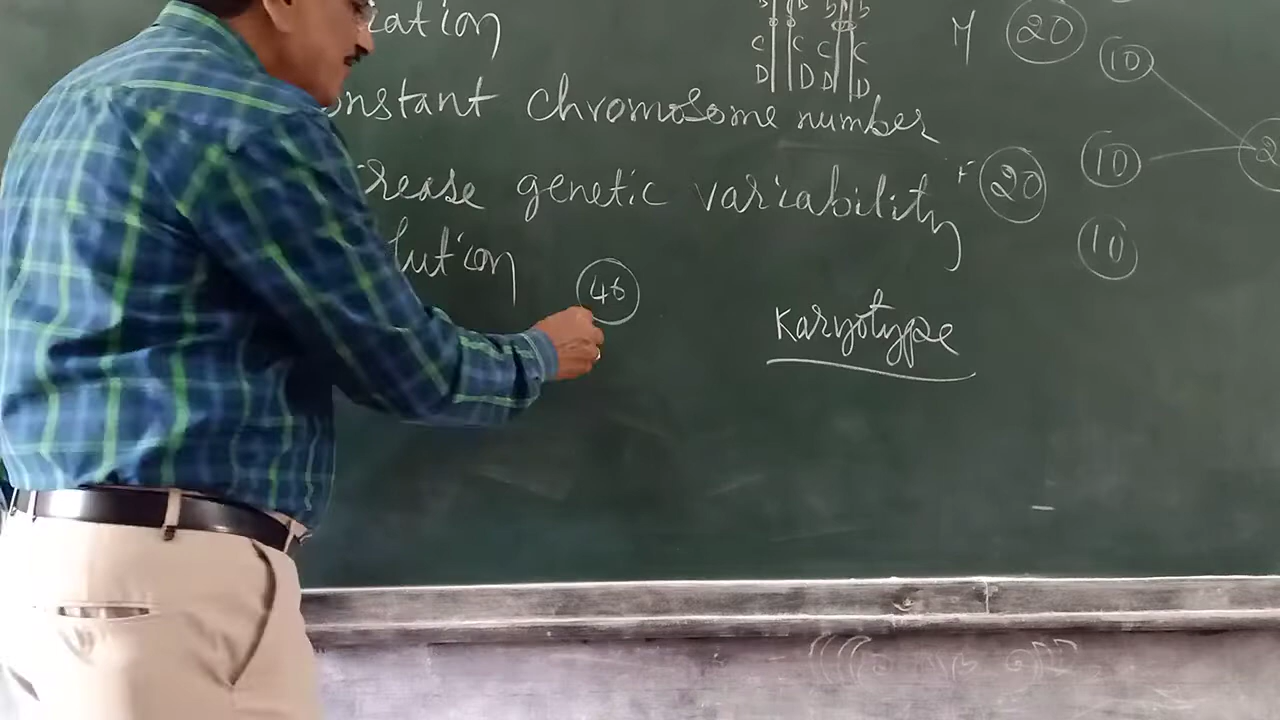 iation
B B B B
C C C C
D D D D
M 20
10
onstant chromosome number
10
rease genetic variability
F 20
10
lution
46
Karyotype